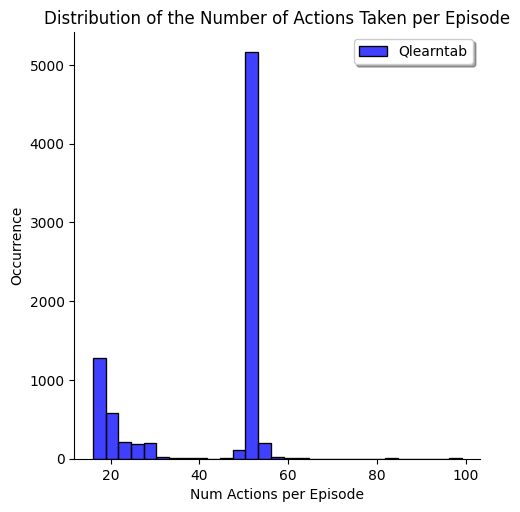 Distribution of the Number of Actions Taken per Episode
Qlearntab
5000
4000
3000
2000
1000
0
Occurrence
20 40 60 80 100
Num Actions per Episode